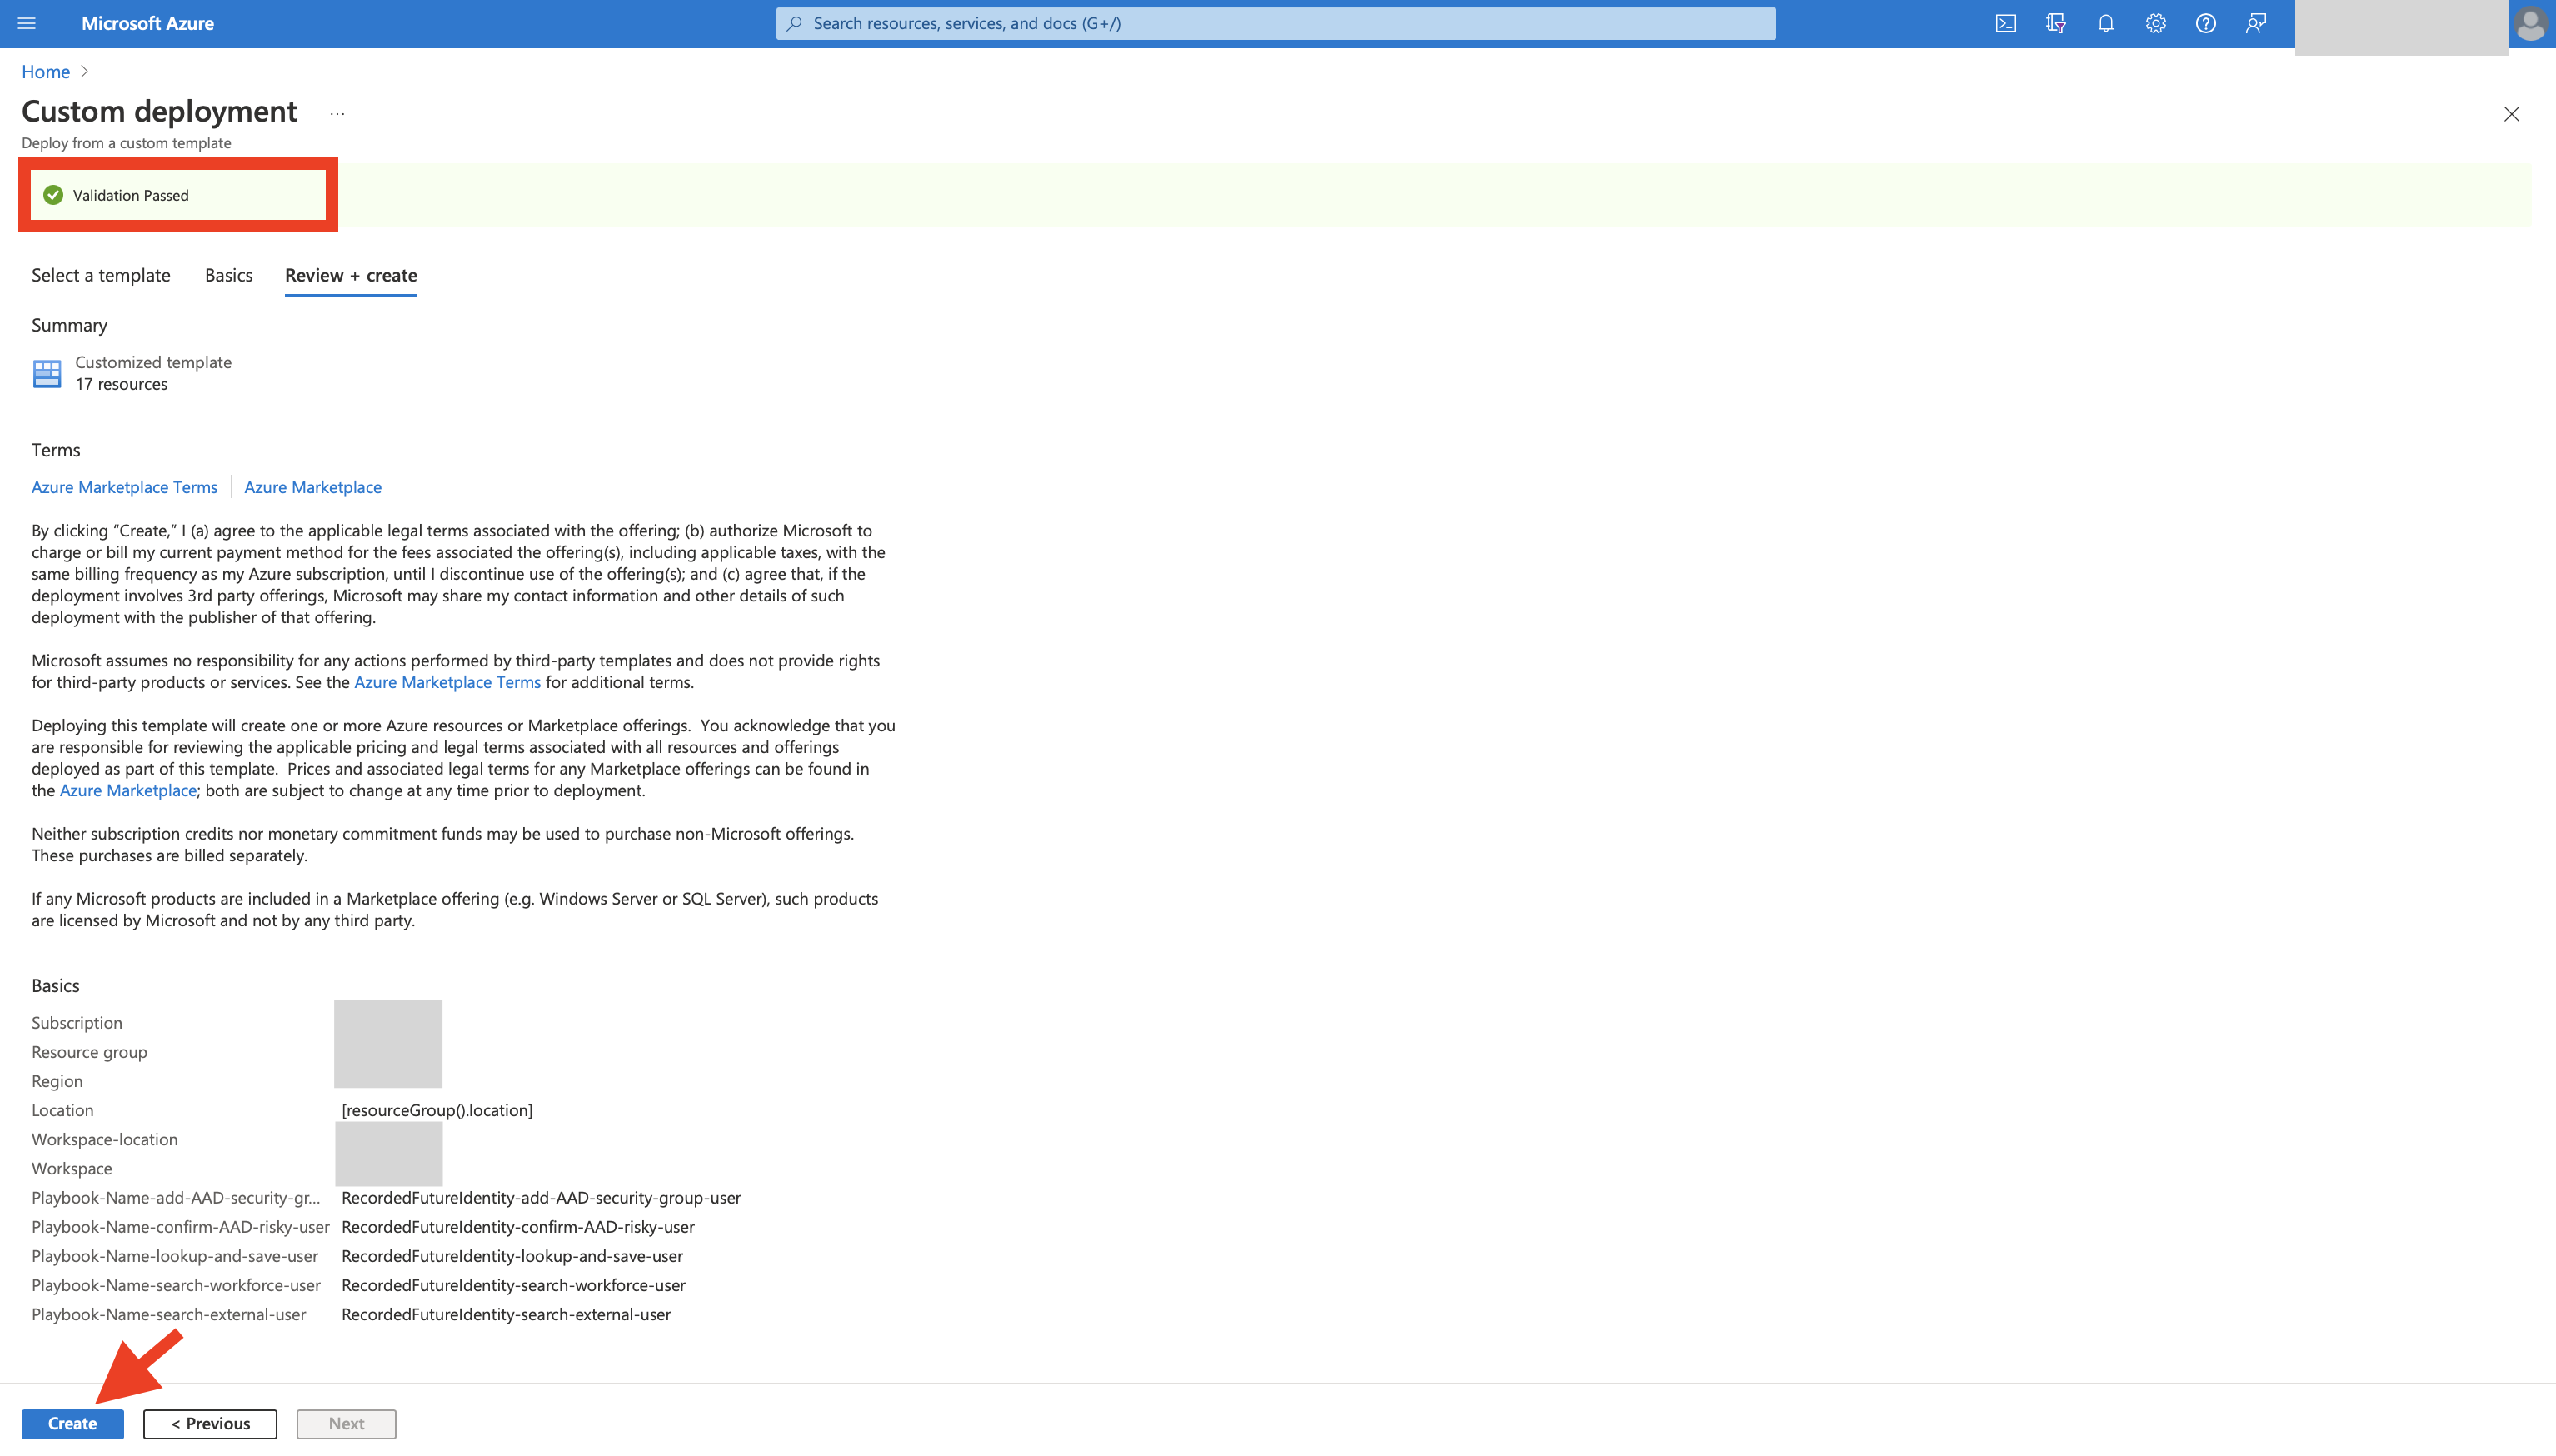 Microsoft Azure
Search resources, services, and docs (G+/)
Home
Custom deployment ...
Deploy from a custom template
Validation Passed
Select a template Basics Review + create
Summary
Customized template
17 resources
Terms
Azure Marketplace Terms Azure Marketplace
By clicking “Create,” I (a) agree to the applicable legal terms associated with the offering; (b) authorize Microsoft to
charge or bill my current payment method for the fees associated the offering(s), including applicable taxes, with the
same billing frequency as my Azure subscription, until I discontinue use of the offering(s); and (c) agree that, if the
deployment involves 3rd party offerings, Microsoft may share my contact information and other details of such
deployment with the publisher of that offering.
Microsoft assumes no responsibility for any actions performed by third-party templates and does not provide rights
for third-party products or services. See the Azure Marketplace Terms for additional terms.
Deploying this template will create one or more Azure resources or Marketplace offerings. You acknowledge that you
are responsible for reviewing the applicable pricing and legal terms associated with all resources and offerings
deployed as part of this template. Prices and associated legal terms for any Marketplace offerings can be found in
the Azure Marketplace; both are subject to change at any time prior to deployment.
Neither subscription credits nor monetary commitment funds may be used to purchase non-Microsoft offerings.
These purchases are billed separately.
If any Microsoft products are included in a Marketplace offering (e.g. Windows Server or SQL Server), such products
are licensed by Microsoft and not by any third party.
Basics
Subscription
Resource group
Region
Location [resourceGroup().location]
Workspace-location
Workspace
Playbook-Name-add-AAD-security-gr... RecordedFutureIdentity-add-AAD-security-group-user
Playbook-Name-confirm-AAD-risky-user RecordedFutureIdentity-confirm-AAD-risky-user
Playbook-Name-lookup-and-save-user RecordedFutureIdentity-lookup-and-save-user
Playbook-Name-search-workforce-user RecordedFutureIdentity-search-workforce-user
Playbook-Name-search-external-user RecordedFutureIdentity-search-external-user
Create < Previous Next